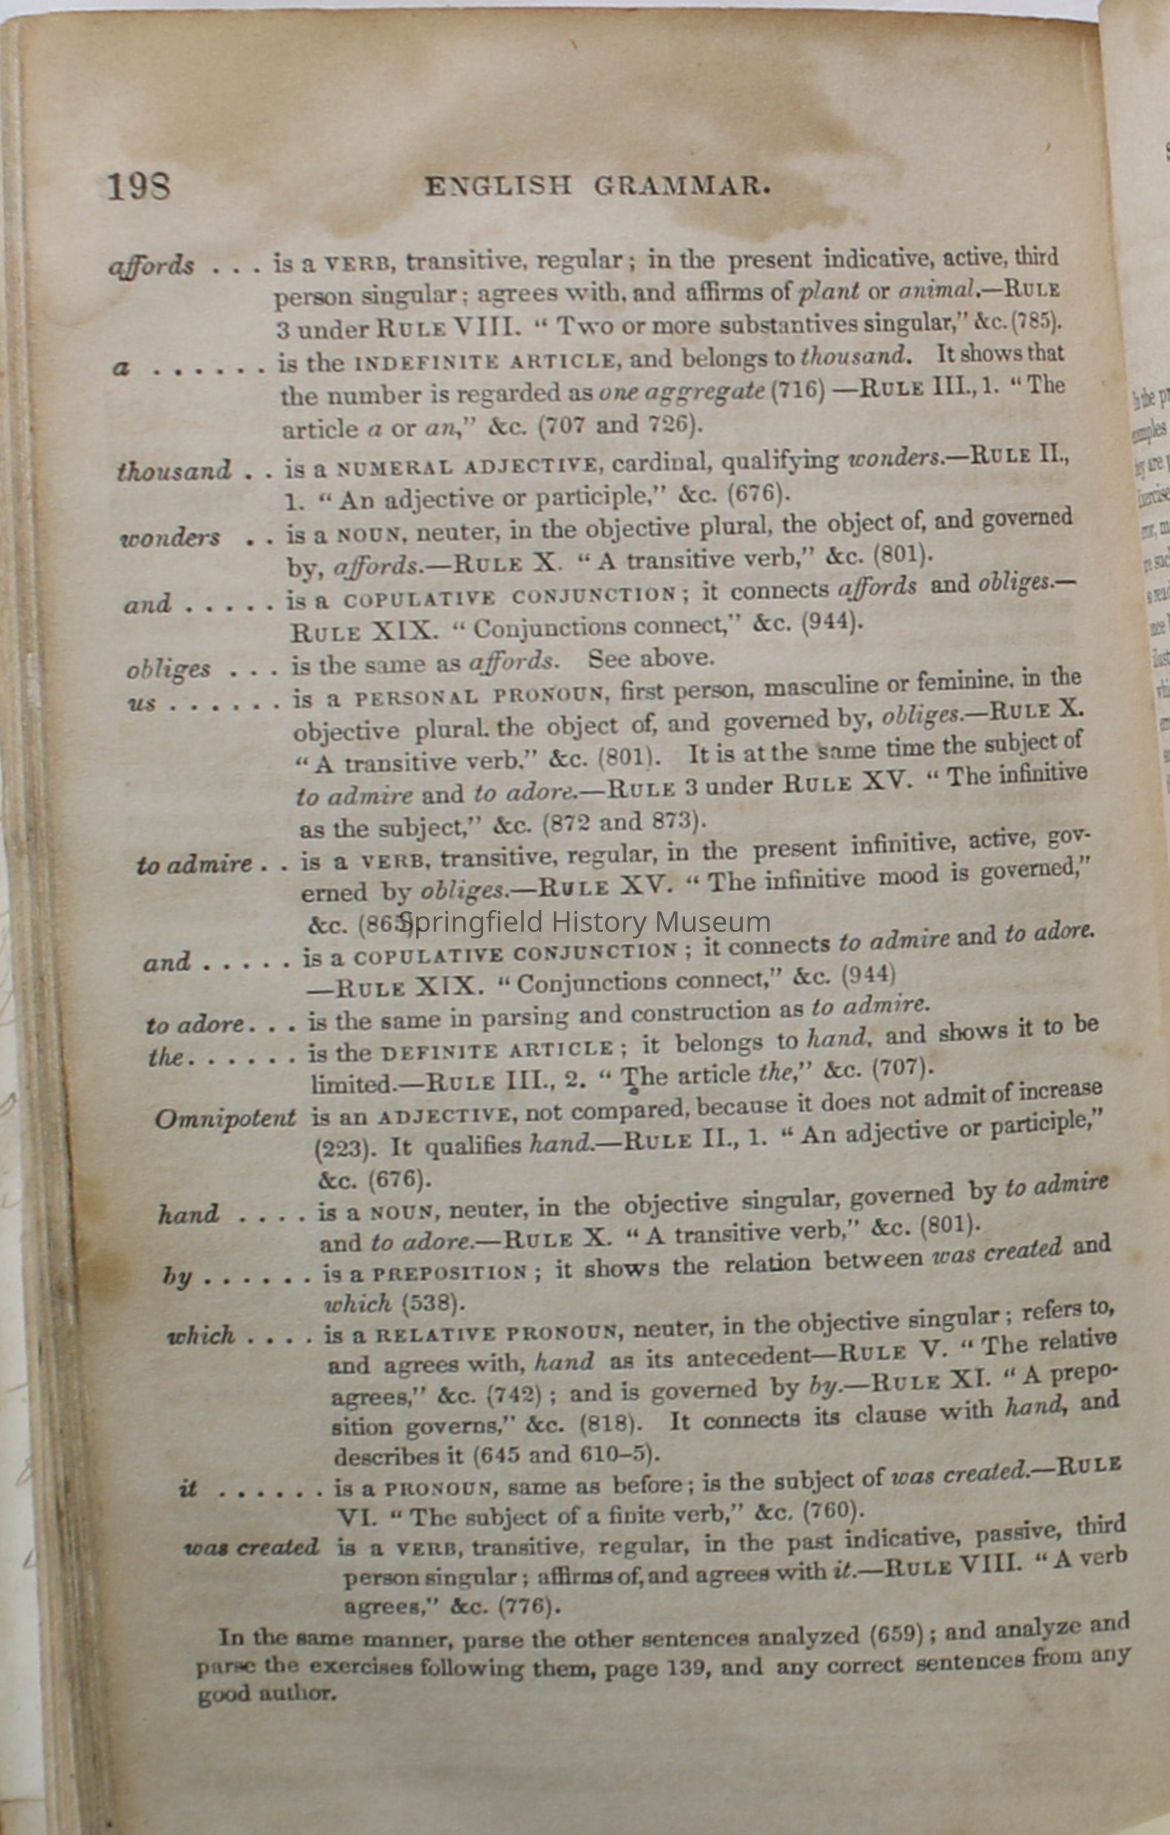 198 ENGLISH GRAMMAR.
affords . . . is a VERB, transitive, regular; in the present indicative, active, third
person singular; agrees with, and affirms of plant or animal.—RULE
3 under RULE VIII. “Two or more substantives singular,” &c. (785).
a . . . . . . is the INDEFINITE ARTICLE, and belongs to thousand. It shows that
the number is regarded as one aggregate (716)—RULE III., 1. “The
article a or an,” &c. (707 and 726).
thousand . . is a NUMERAL ADJECTIVE, cardinal, qualifying wonders.—RULE II.,
1. “An adjective or participle,” &c. (676).
wonders . . is a NOUN, neuter, in the objective plural, the object of, and governed
by, affords.—RULE X. “A transitive verb,” &c. (801).
and . . . . . is a COPULATIVE CONJUNCTION; it connects affords and obliges.—
RULE XIX. “Conjunctions connect,” &c. (944).
obliges . . . is the same as affords. See above.
us . . . . . . is a PERSONAL PRONOUN, first person, masculine or feminine, in the
objective plural, the object of, and governed by, obliges.—RULE X.
“A transitive verb,” &c. (801). It is at the same time the subject of
to admire and to adore.—RULE 3 under RULE XV. “The infinitive
as the subject,” &c. (872 and 873).
to admire . . is a VERB, transitive, regular, in the present infinitive, active, gov-
erned by obliges.—RULE XV. “The infinitive mood is governed,”
&c.
Springfield History Museum
and . . . . . is a COPULATIVE CONJUNCTION; it connects to admire and to adore.
—RULE XIX. “Conjunctions connect,” &c. (944)
to adore . . . is the same in parsing and construction as to admire.
the . . . . . . is the DEFINITE ARTICLE; it belongs to hand, and shows it to be
limited.—RULE III., 2. “The article the,” &c. (707).
Omnipotent is an ADJECTIVE, not compared, because it does not admit of increase
(223). It qualifies hand.—RULE II., 1. “An adjective or participle,”
&c. (676).
hand . . . . is a NOUN, neuter, in the objective singular, governed by to admire
and to adore.—RULE X. “A transitive verb,” &c. (801).
by . . . . . . is a PREPOSITION; it shows the relation between was created and
which (538).
which . . . . is a RELATIVE PRONOUN, neuter, in the objective singular; refers to,
and agrees with, hand as its antecedent—RULE V. “The relative
agrees,” &c. (742); and is governed by by.—RULE XI. “A prepo-
sition governs,” &c. (818). It connects its clause with hand, and
describes it (645 and 610–5).
it . . . . . . is a PRONOUN, same as before; is the subject of was created.—RULE
VI. “The subject of a finite verb,” &c. (760).
was created is a VERB, transitive, regular, in the past indicative, passive, third
person singular; affirms of, and agrees with it.—RULE VIII. “A verb
agrees,” &c. (776).
In the same manner, parse the other sentences analyzed (659); and analyze and
parse the exercises following them, page 139, and any correct sentences from any
good author.